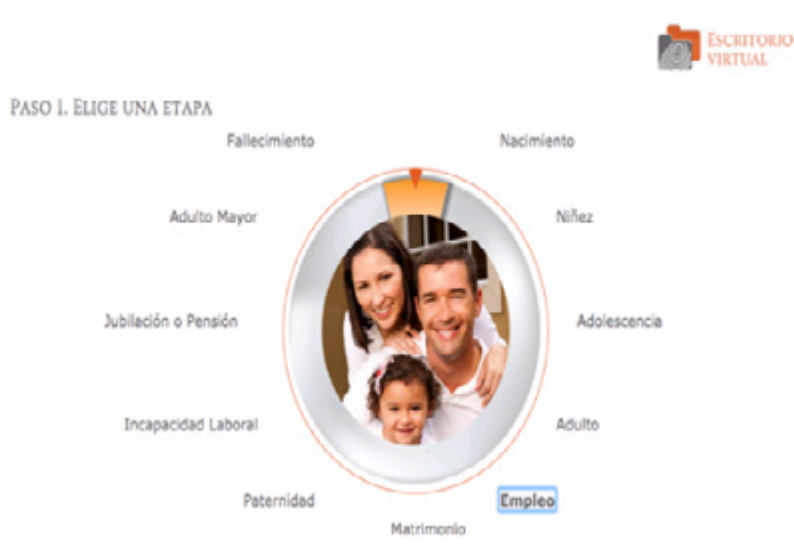 ESCRITORIO
VIRTUAL
PASO 1. ELIGE UNA ETAPA
Fallecimiento
Nacimiento
Adulto Mayor
Niñez
Jubilación o Pensión
Adolescencia
Incapacidad Laboral
Adulto
Paternidad
Empleo
Matrimonio